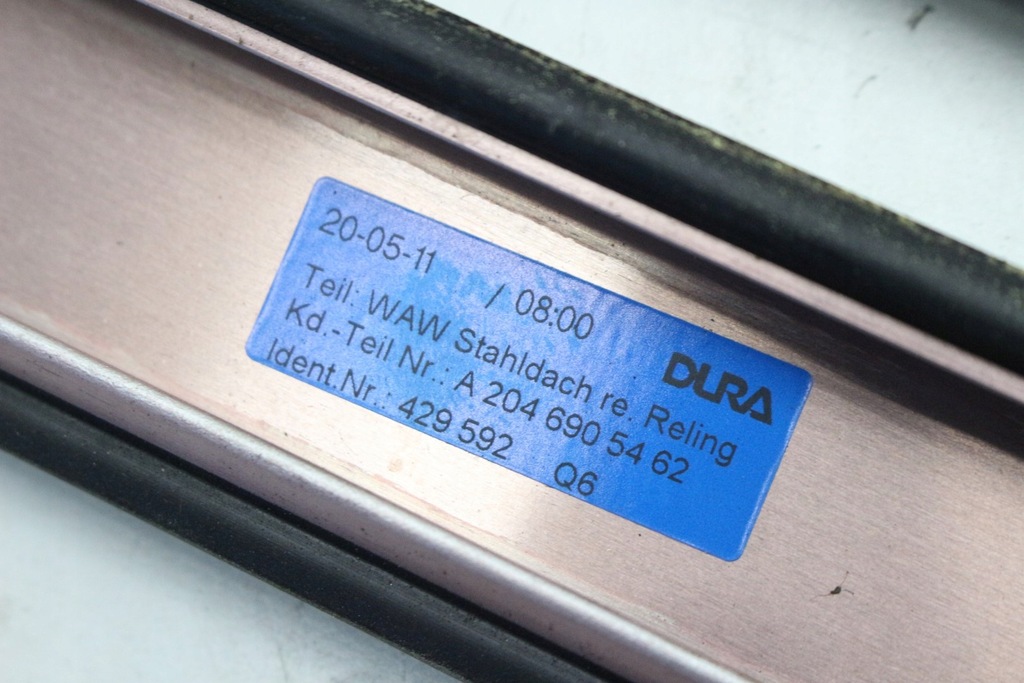 20-05-11 / 08:00
DURA
Teil: WAW Stahldach re. Reling
Kd.-Teil Nr.: A 204 690 54 62
Ident.Nr.: 429 592 Q6